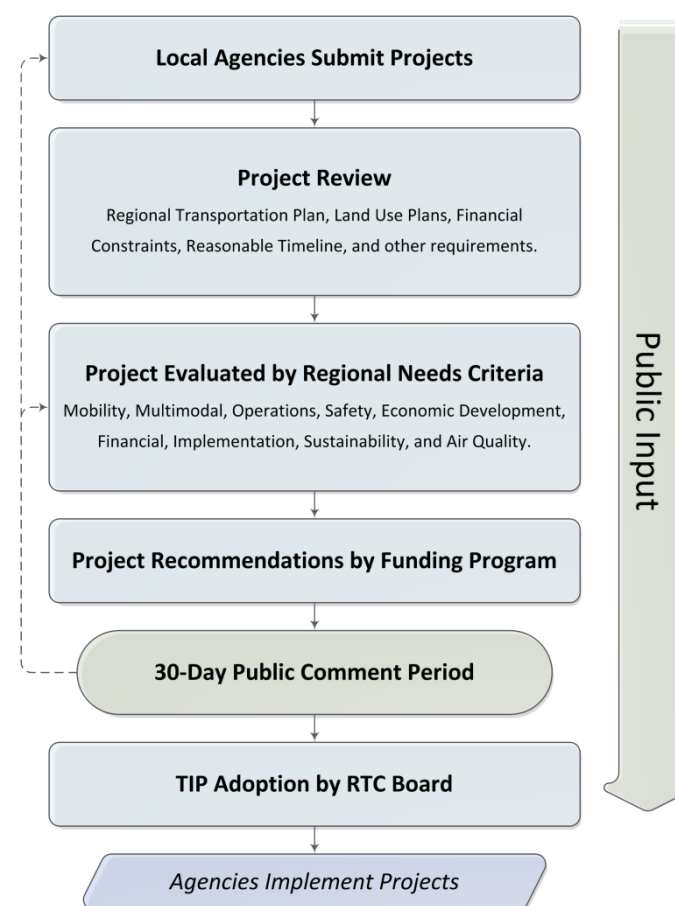 Local Agencies Submit Projects
Project Review
Regional Transportation Plan, Land Use Plans, Financial
Constraints, Reasonable Timeline, and other requirements.
Project Evaluated by Regional Needs Criteria
Mobility, Multimodal, Operations, Safety, Economic Development,
Financial, Implementation, Sustainability, and Air Quality.
Project Recommendations by Funding Program
30-Day Public Comment Period
TIP Adoption by RTC Board
Agencies Implement Projects
Public Input